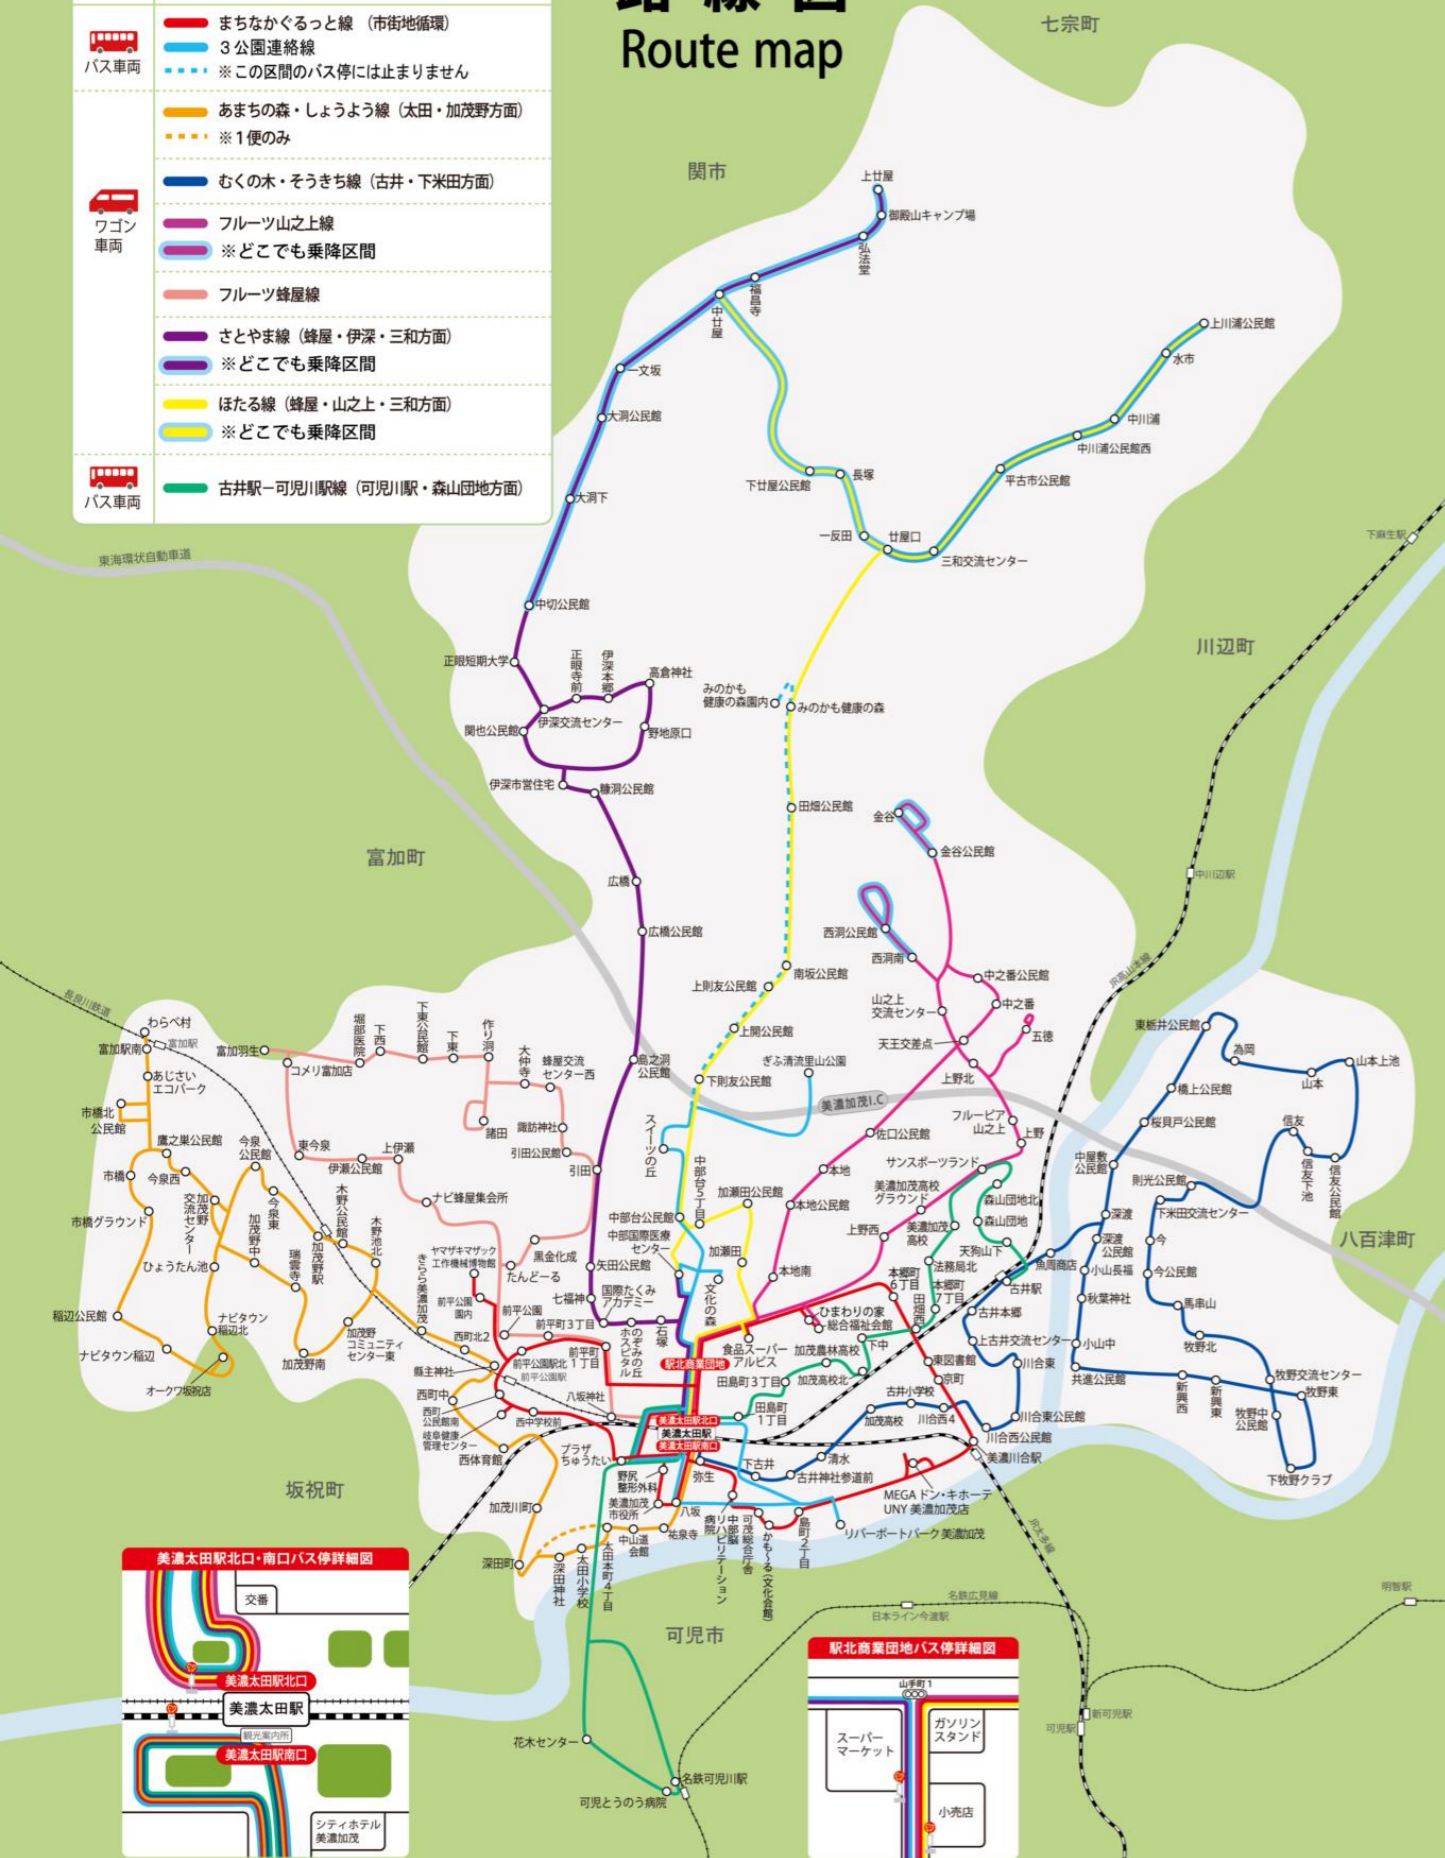 路線図
Route map
バス車両
まちなかぐるっと線 （市街地循環）
３公園連絡線
※この区間のバス停には止まりません
ワゴン
車両
あまちの森・しょうよう線（太田・加茂野方面）
※１便のみ
むくの木・そうきち線（古井・下米田方面）
フルーツ山之上線
※どこでも乗降区間
フルーツ蜂屋線
さとやま線（蜂屋・伊深・三和方面）
※どこでも乗降区間
ほたる線（蜂屋・山之上・三和方面）
※どこでも乗降区間
バス車両
古井駅－可児川駅線（可児川駅・森山団地方面）
七宗町
関市
上廿屋
御殿山キャンプ場
弘法堂
福昌寺
中廿屋
一文坂
大洞公民館
大洞下
中切公民館
上川浦公民館
水市
中川浦
中川浦公民館西
平古市公民館
下廿屋公民館
長塚
一反田
廿屋口
三和交流センター
東海環状自動車道
下麻生駅
川辺町
正眼短期大学
正眼寺前
伊深本郷
高倉神社
伊深交流センター
関也公民館
野地原口
伊深市営住宅
糠洞公民館
みのかも
健康の森園内
みのかも健康の森
田畑公民館
金谷
金谷公民館
富加町
広橋
広橋公民館
中川辺駅
西洞公民館
西洞南
JR高山本線
南坂公民館
上則友公民館
上関公民館
下則友公民館
中之番公民館
中之番
山之上
交流センター
天王交差点
五徳
上野北
ぎふ清流里山公園
美濃加茂I.C
長良川鉄道
わらべ村
富加駅
富加駅南
あじさい
エコパーク
市橋北
公民館
鷹之巣公民館
市橋
今泉西
市橋グラウンド
加茂野
交流センター
今泉
公民館
今泉東
加茂野中
瑞雲寺
ひょうたん池
加茂野駅
木野公民館
木野池北
稲辺公民館
ナビタウン
稲辺北
ナビタウン稲辺
オークワ坂祝店
加茂野南
加茂野
コミュニティ
センター東
富加羽生
コメリ富加店
堀部医院
下西
下東公民館
下東
作り洞
大仲寺
蜂屋交流
センター西
諸田
諏訪神社
引田公民館
引田
島之洞
公民館
東今泉
伊瀬公民館
上伊瀬
ナビ蜂屋集会所
黒金化成
たんどーる
ヤマザキマザック
工作機械博物館
きらら美濃加茂
前平公園
園内
前平公園
西町北2
前平町3丁目
前平町
1丁目
前平公園駅北
前平公園駅
縣主神社
西町中
西町
公民館南
岐阜健康
管理センター
西中学校前
八坂神社
西体育館
プラザ
ちゅうたい
矢田公民館
七福神
国際たくみ
アカデミー
のぞみの丘
ホスピタル
石塚
スイーツの丘
中部台5丁目
中部台公民館
中部国際医療
センター
文化の森
加瀬田公民館
加瀬田
フルーピア
山之上
上野
佐口公民館
本地
本地公民館
本地南
サンスポーツランド
美濃加茂高校
グラウンド
上野西
美濃加茂
高校
森山団地北
森山団地
天狗山下
法務局北
本郷町
6丁目
本郷町
7丁目
田畑西
古井駅
ひまわりの家
総合福祉会館
食品スーパー
アルビス
駅北商業団地
加茂農林高校
下中
田島町3丁目
加茂高校北
田島町
1丁目
東図書館
京町
古井小学校
加茂高校
川合西4
美濃太田駅北口
美濃太田駅
美濃太田駅南口
古井本郷
上古井交流センター
川合東
川合東公民館
川合西公民館
美濃川合駅
東栃井公民館
為岡
山本
山本上池
橋上公民館
桜貝戸公民館
中屋敷
公民館
信友
信友下池
信友公民館
則光公民館
下米田交流センター
深渡
深渡
公民館
魚周商店
小山長福
秋葉神社
小山中
共進公民館
今
今公民館
馬串山
牧野北
牧野交流センター
牧野東
新興西
新興東
牧野中
公民館
下牧野クラブ
八百津町
坂祝町
加茂川町
深田町
深田神社
太田小学校
太田本町4丁目
中山道
会館
祐泉寺
野尻
整形外科
美濃加茂
市役所
八坂
弥生
下古井
清水
古井神社参道前
中部脳
リハビリテーション
病院
可茂総合庁舎
かも～る（文化会館）
島町2丁目
MEGA ドン・キホーテ
UNY 美濃加茂店
リバーポートパーク美濃加茂
JR太多線
名鉄広見線
日本ライン今渡駅
明智駅
可児市
花木センター
名鉄可児川駅
可児とうのう病院
新可児駅
可児駅
美濃太田駅北口・南口バス停詳細図
交番
美濃太田駅北口
美濃太田駅
観光案内所
美濃太田駅南口
シティホテル
美濃加茂
駅北商業団地バス停詳細図
山手町1
スーパー
マーケット
ガソリン
スタンド
小売店